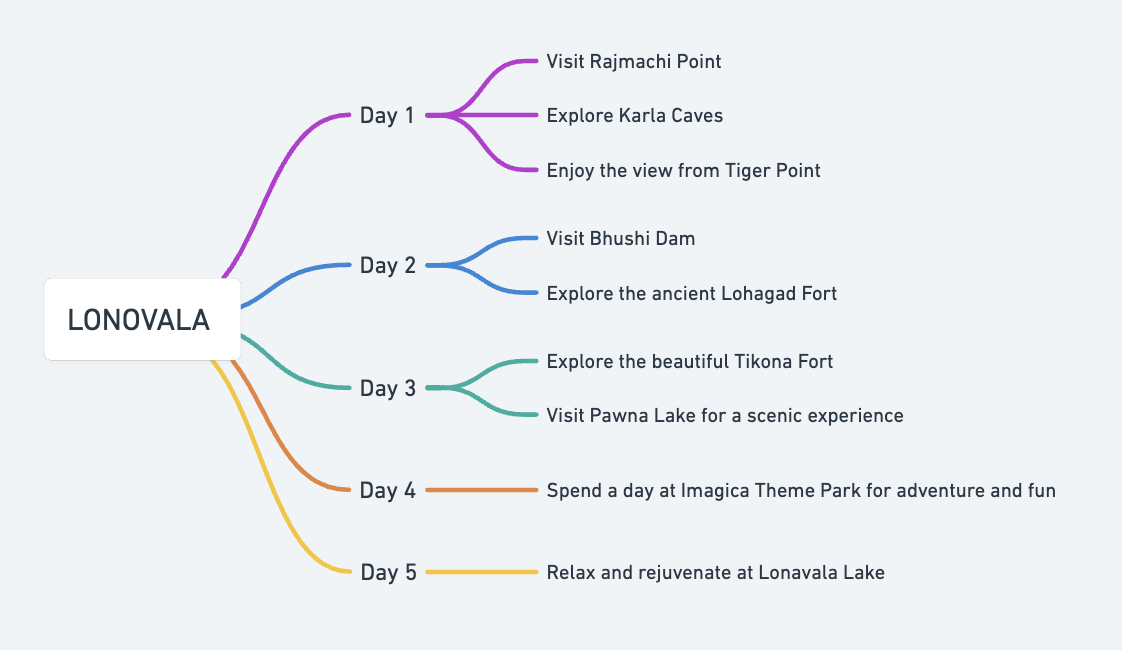 LONOVALA
Day 1
Visit Rajmachi Point
Explore Karla Caves
Enjoy the view from Tiger Point
Day 2
Visit Bhushi Dam
Explore the ancient Lohagad Fort
Day 3
Explore the beautiful Tikona Fort
Visit Pawna Lake for a scenic experience
Day 4
Spend a day at Imagica Theme Park for adventure and fun
Day 5
Relax and rejuvenate at Lonavala Lake